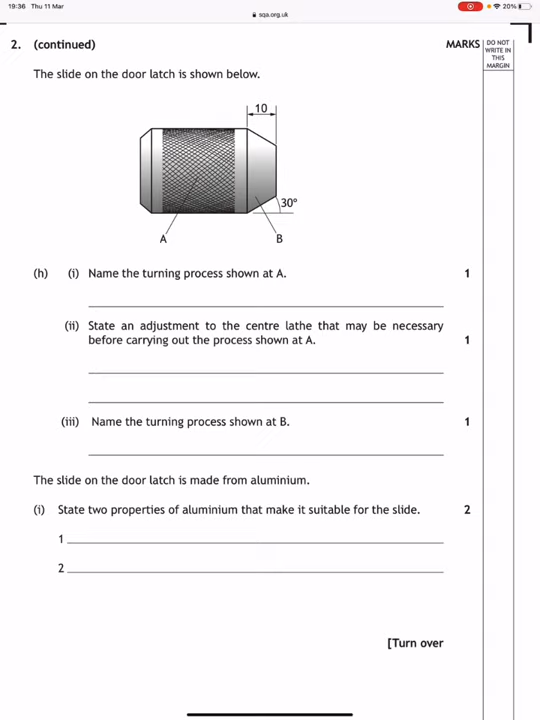 19:36 Thu 11 Mar
20%
sqa.org.uk
2. (continued)
MARKS
DO NOT
WRITE IN
THIS
MARGIN
The slide on the door latch is shown below.
10
30°
A
B
(h) (i) Name the turning process shown at A. 1
(ii) State an adjustment to the centre lathe that may be necessary
before carrying out the process shown at A. 1
(iii) Name the turning process shown at B. 1
The slide on the door latch is made from aluminium.
(i) State two properties of aluminium that make it suitable for the slide. 2
1
2
[Turn over